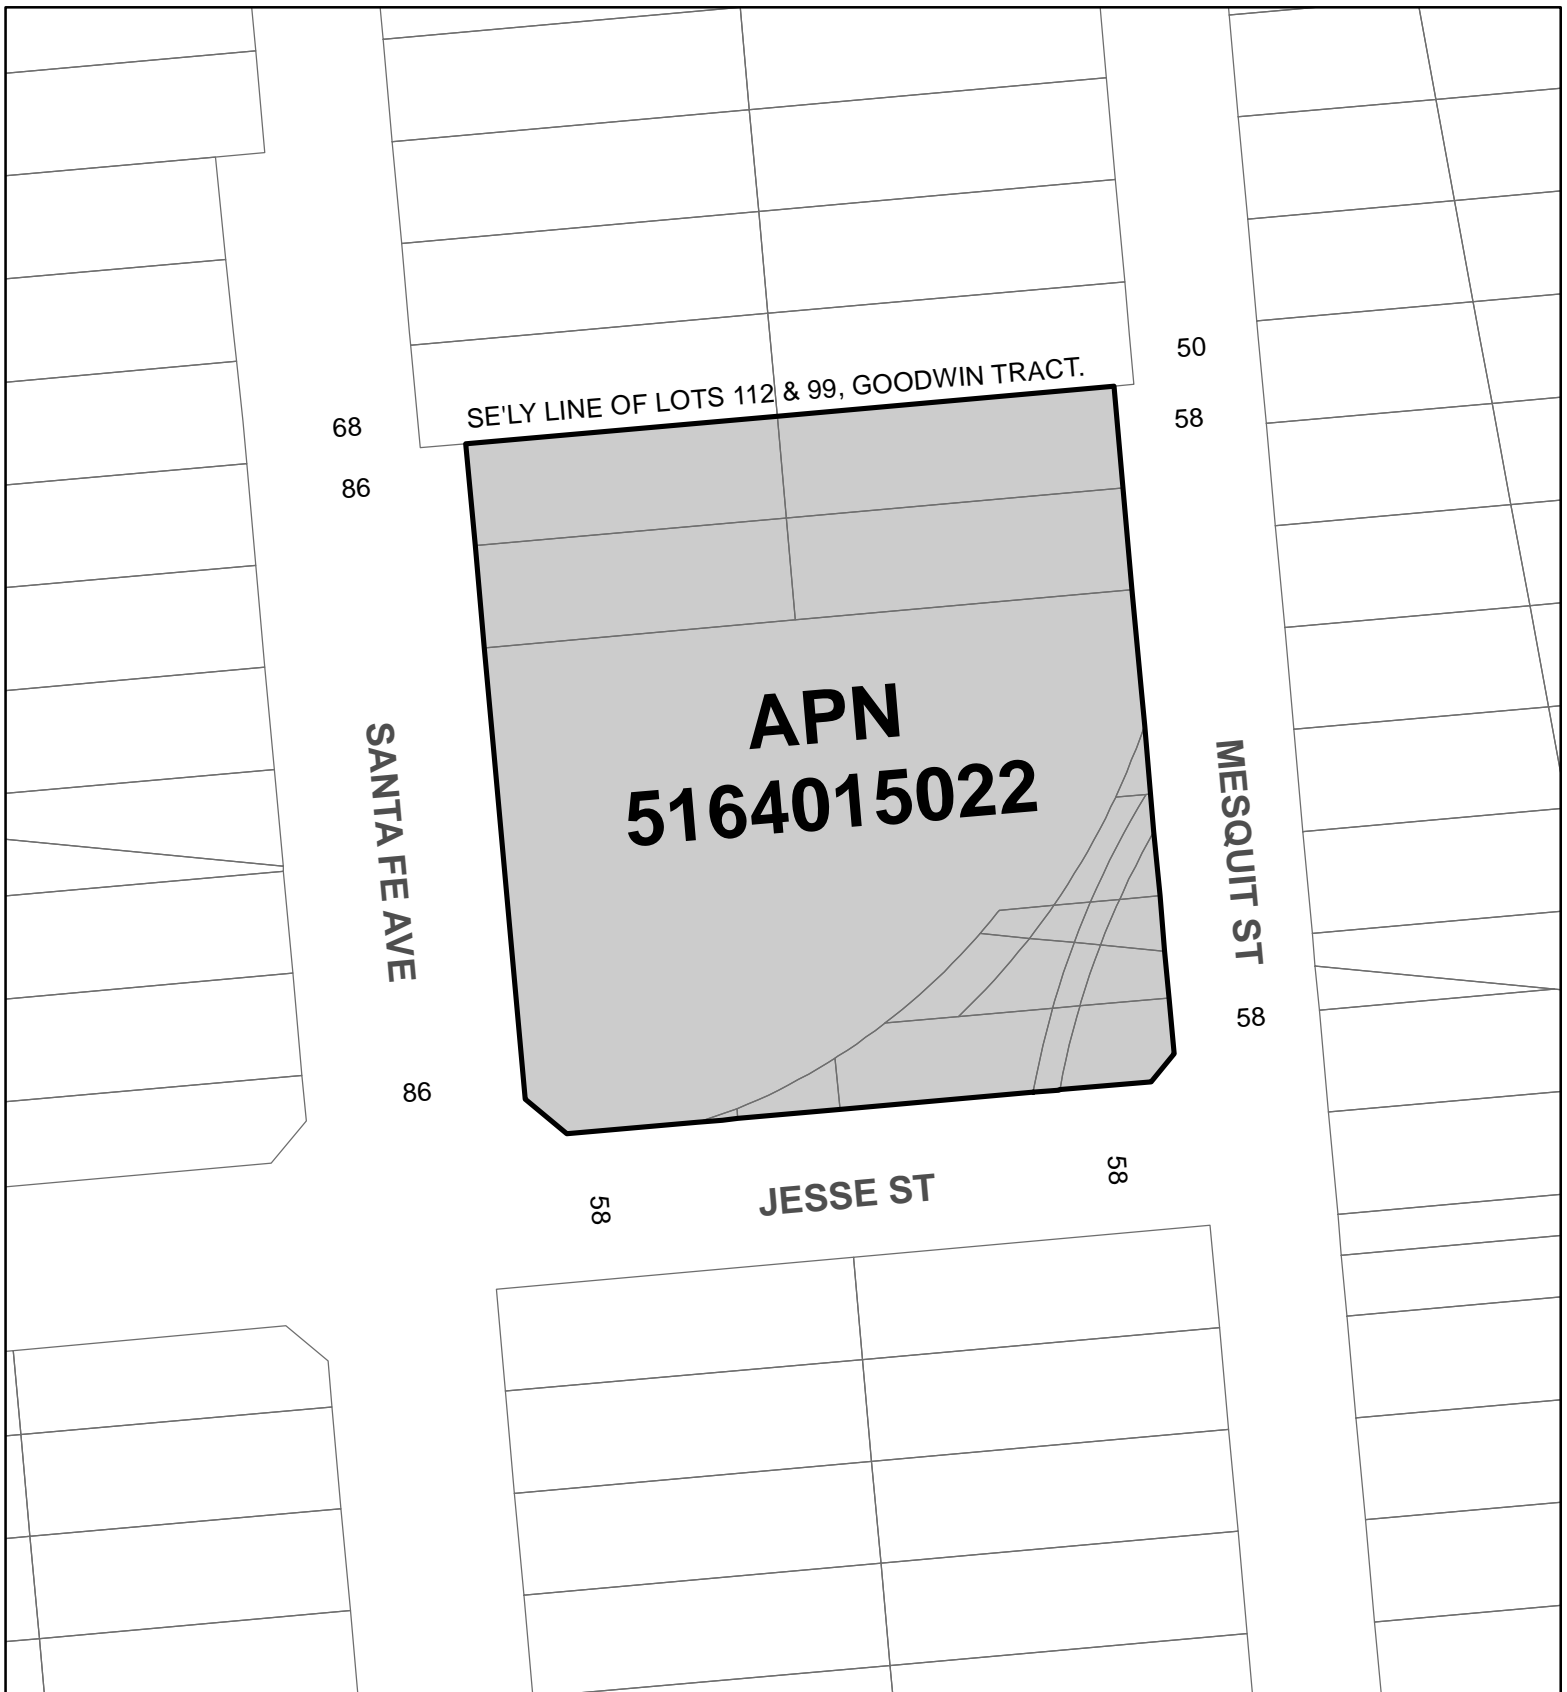 50
SE'LY LINE OF LOTS 112 & 99, GOODWIN TRACT.
68
58
86
APN
5164015022
SANTA FE AVE
MESQUIT ST
58
86
58
JESSE ST
58